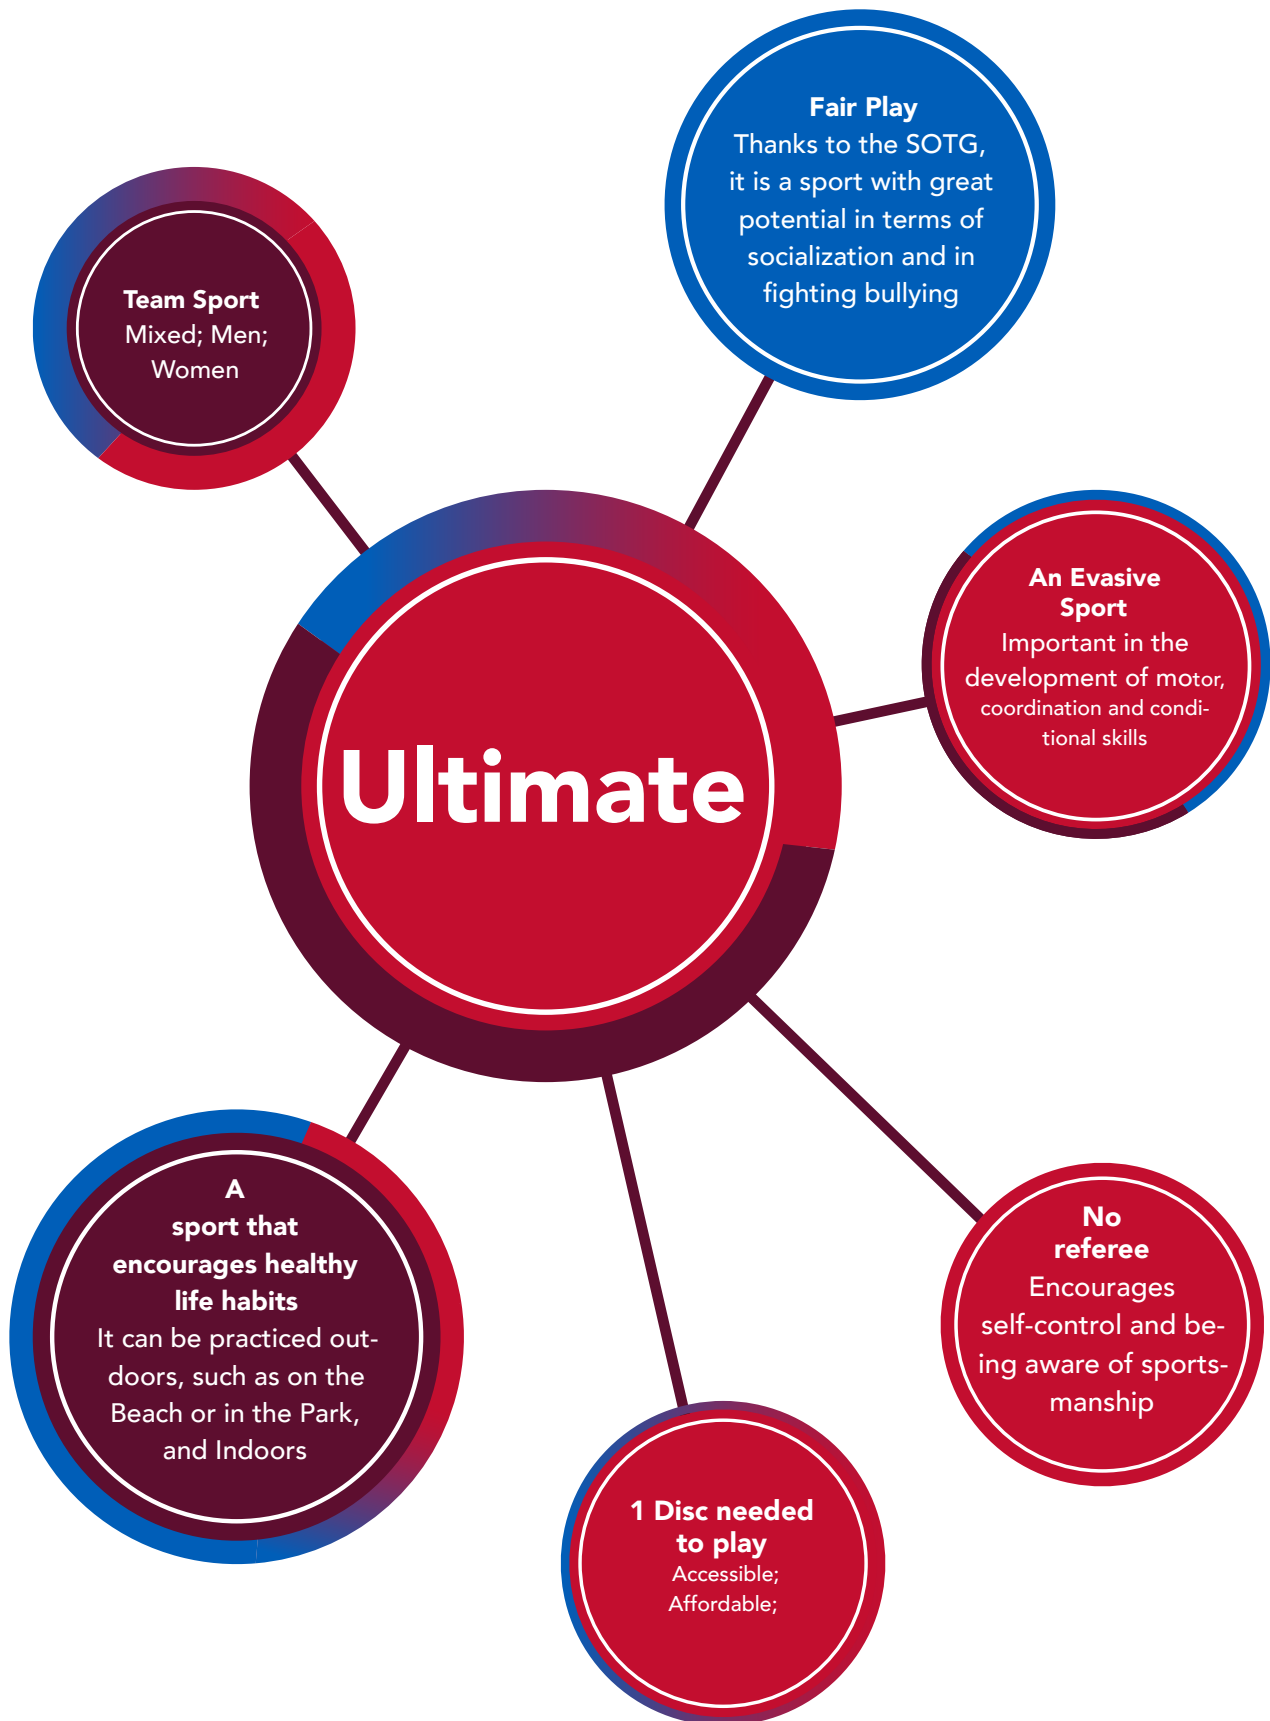 Fair Play
Thanks to the SOTG,
it is a sport with great
potential in terms of
socialization and in
fighting bullying
Team Sport
Mixed; Men;
Women
An Evasive
Sport
Important in the
development of motor,
coordination and condi-
tional skills
Ultimate
A
sport that
encourages healthy
life habits
It can be practiced out-
doors, such as on the
Beach or in the Park,
and Indoors
No
referee
Encourages
self-control and be-
ing aware of sports-
manship
1 Disc needed
to play
Accessible;
Affordable;